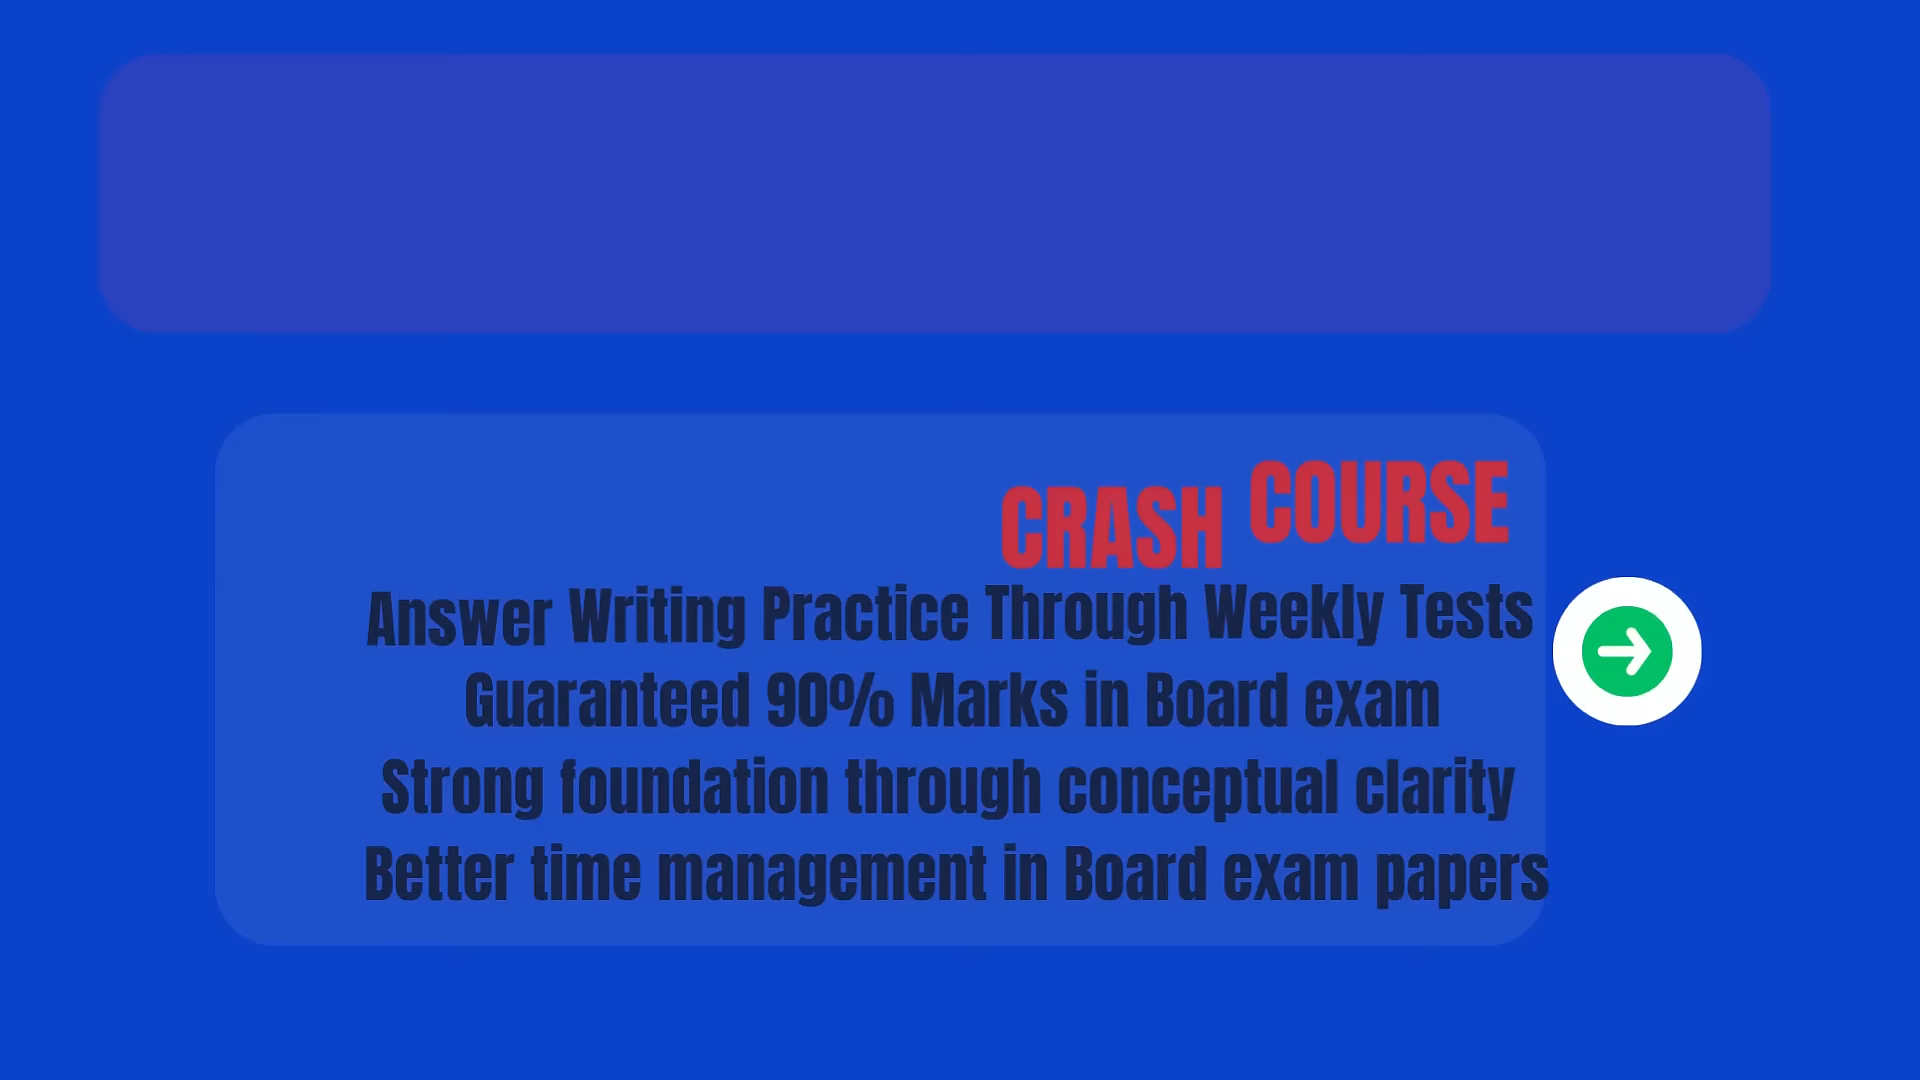 CRASH COURSE
Answer Writing Practice Through Weekly Tests
Guaranteed 90% Marks in Board exam
Strong foundation through conceptual clarity
Better time management in Board exam papers